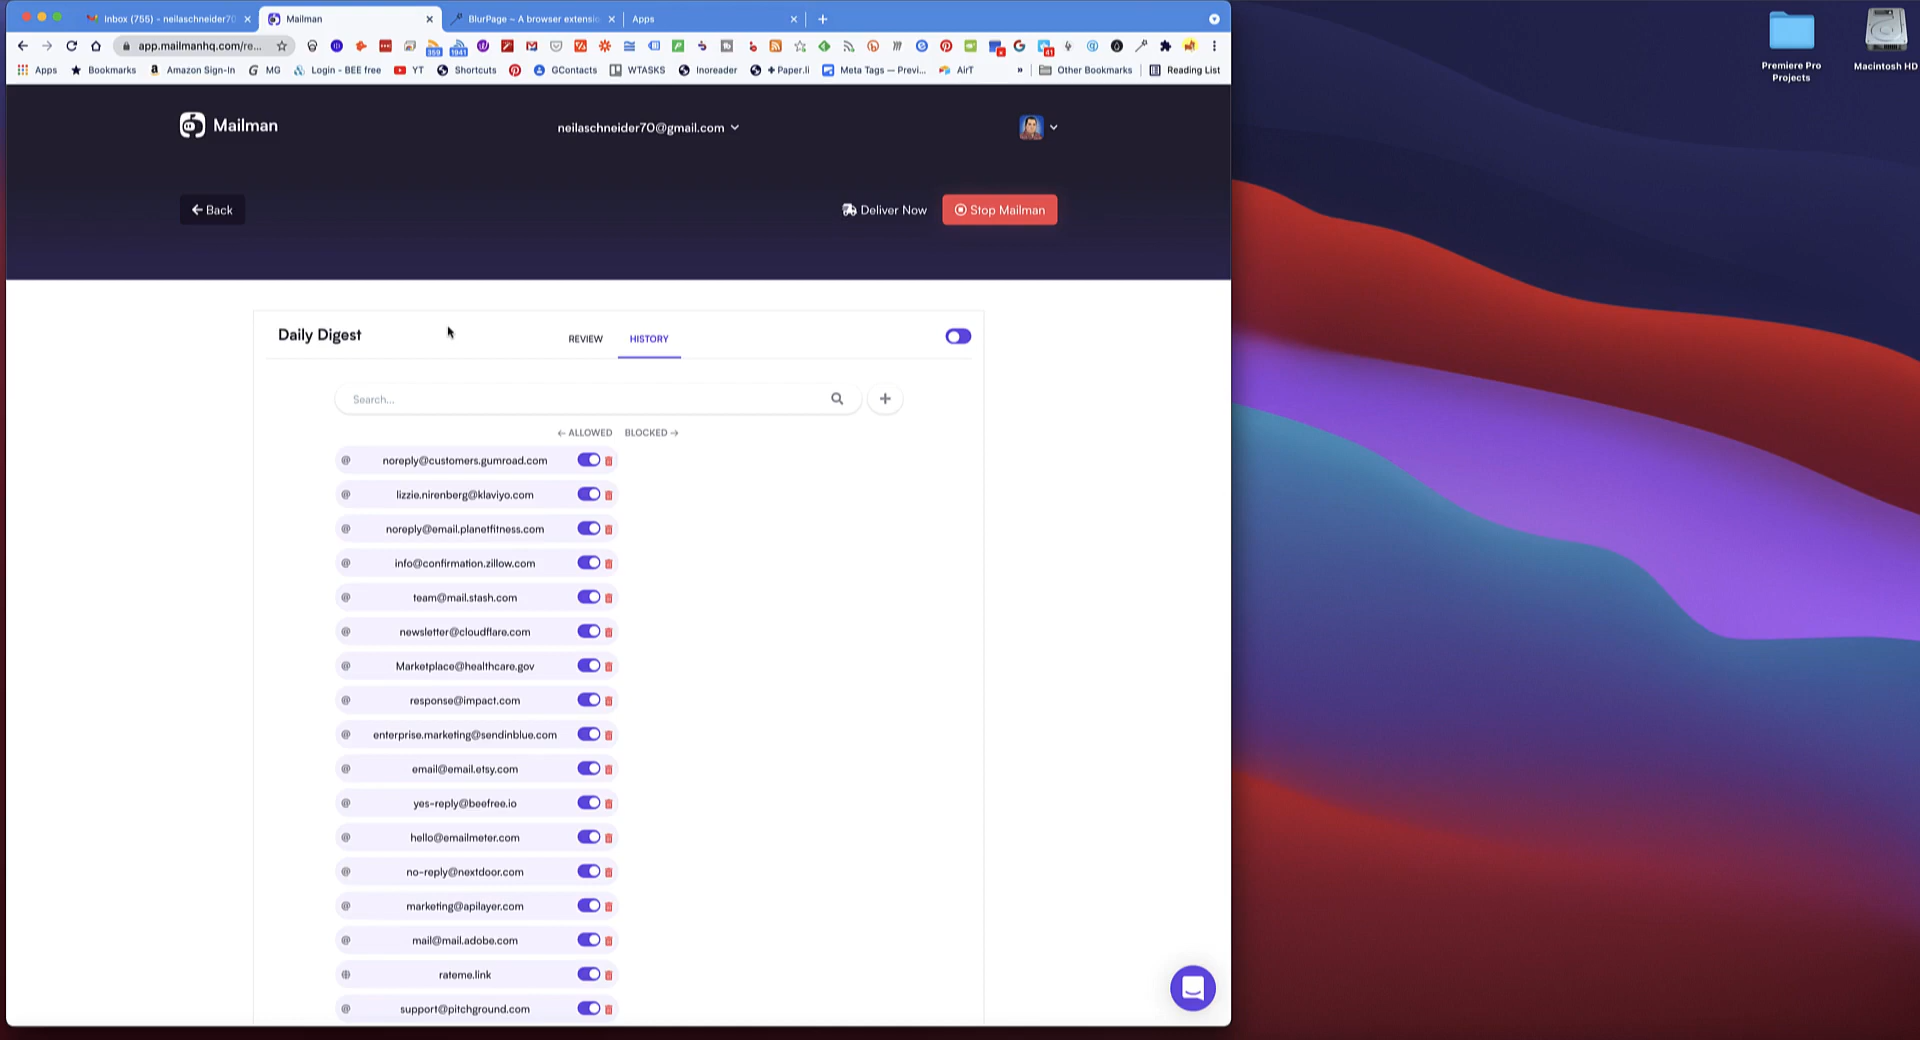 Inbox (755) - neilaschneider70
Mailman
BlurPage ~ A browser extensi
Apps
app.mailmanhq.com/re...
359
1941
41
Apps
Bookmarks
Amazon Sign-In
MG
Login - BEE free
YT
Shortcuts
GContacts
WTASKS
Inoreader
+ Paper.li
Meta Tags — Previ...
AirT
»
Other Bookmarks
Reading List
Premiere Pro
Projects
Macintosh HD
Mailman
neilaschneider70@gmail.com
← Back
Deliver Now
Stop Mailman
Daily Digest
REVIEW
HISTORY
Search...
+
← ALLOWED
BLOCKED →
@ noreply@customers.gumroad.com
@ lizzie.nirenberg@klaviyo.com
@ noreply@email.planetfitness.com
@ info@confirmation.zillow.com
@ team@mail.stash.com
@ newsletter@cloudflare.com
@ Marketplace@healthcare.gov
@ response@impact.com
@ enterprise.marketing@sendinblue.com
@ email@email.etsy.com
@ yes-reply@beefree.io
@ hello@emailmeter.com
@ no-reply@nextdoor.com
@ marketing@apilayer.com
@ mail@mail.adobe.com
rateme.link
@ support@pitchground.com